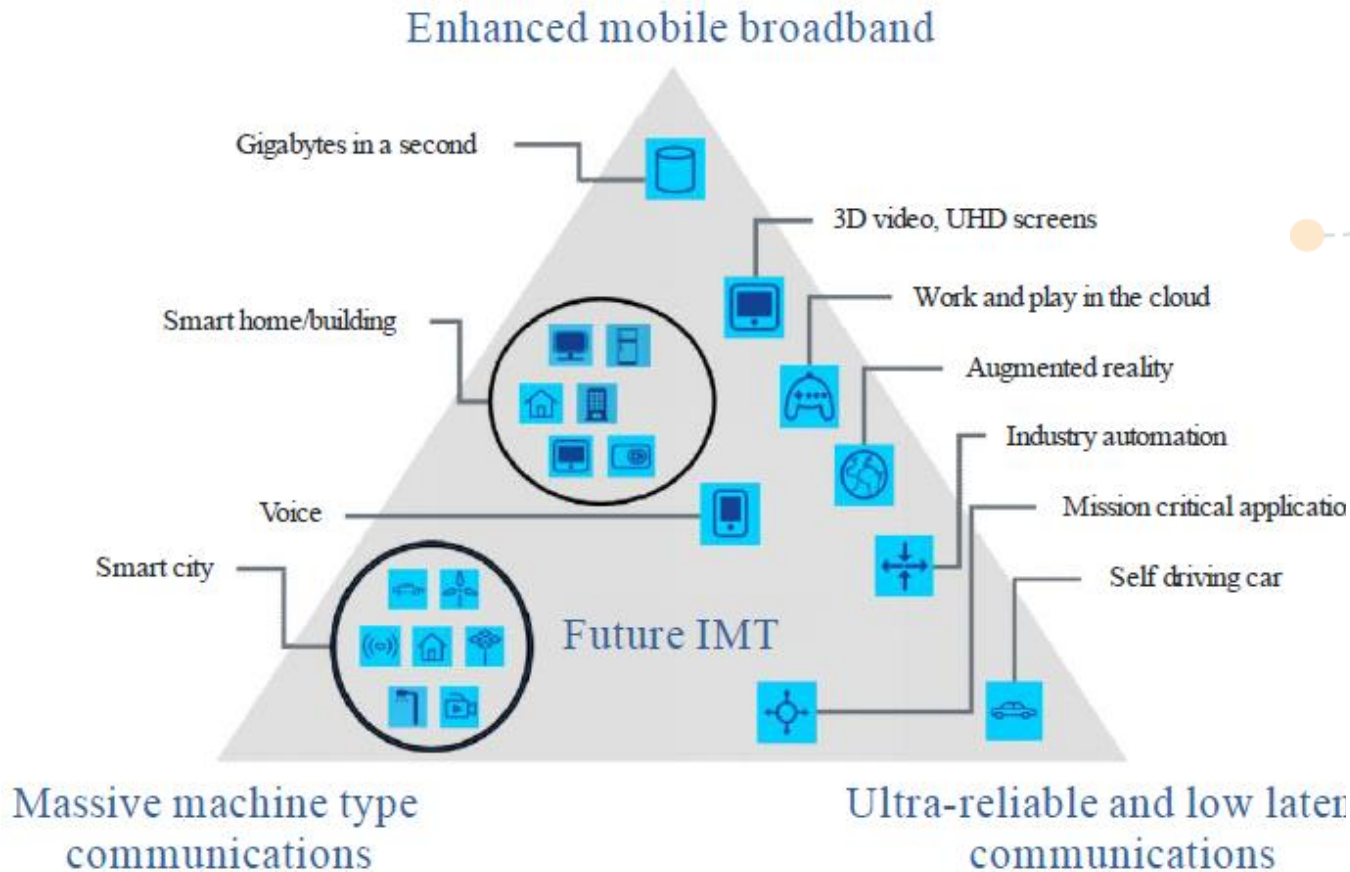 Enhanced mobile broadband
Gigabytes in a second
3D video, UHD screens
Work and play in the cloud
Smart home/building
Augmented reality
Industry automation
Voice
Mission critical applicatio
Smart city
Self driving car
Future IMT
Massive machine type
communications
Ultra-reliable and low laten
communications